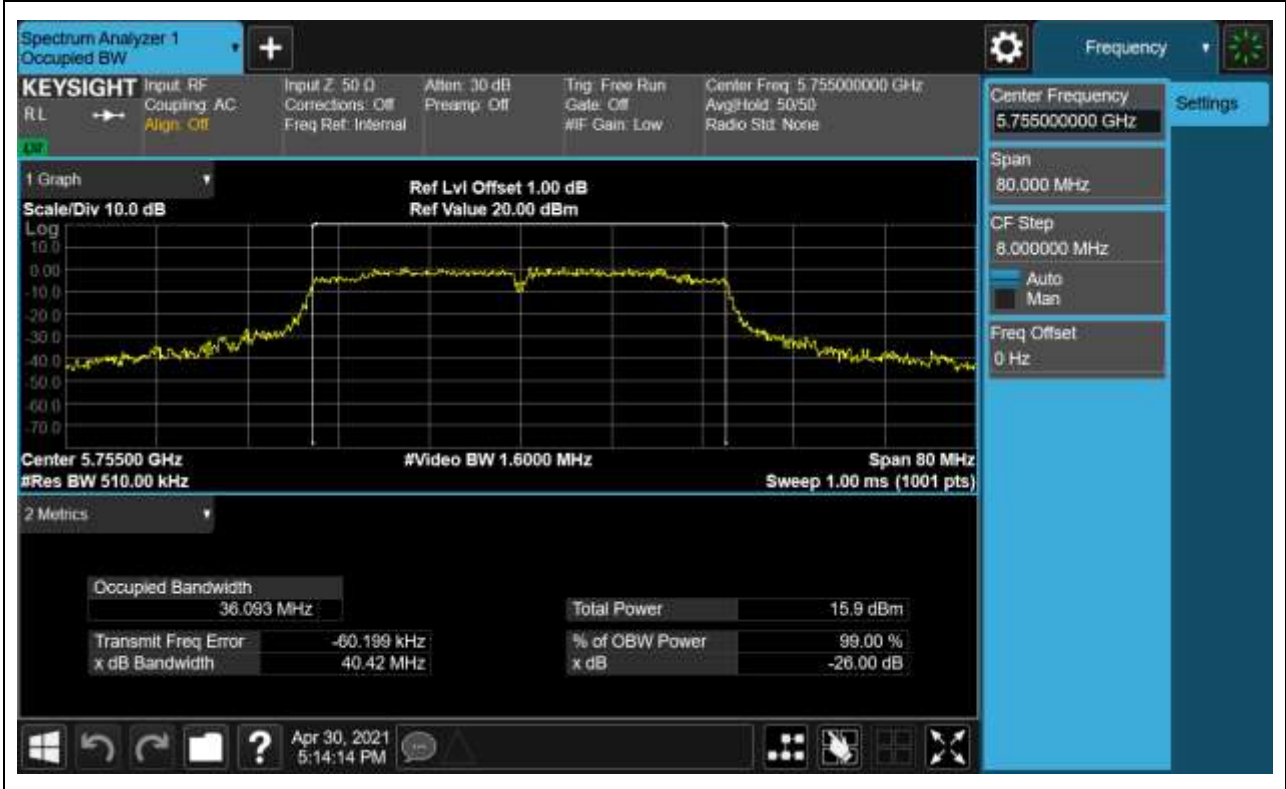 Spectrum Analyzer 1
Occupied BW
Frequency
KEYSIGHT
RL
Input: RF
Coupling: AC
Align: Off
Input Z: 50 Ω
Corrections: Off
Freq Ref: Internal
Atten: 30 dB
Preamp: Off
Trig: Free Run
Gate: Off
#IF Gain: Low
Center Freq: 5.755000000 GHz
Avg|Hold: 50/50
Radio Std: None
Center Frequency
5.755000000 GHz
Settings
Span
80.000 MHz
CF Step
8.000000 MHz
Auto
Man
Freq Offset
0 Hz
1 Graph
Ref Lvl Offset 1.00 dB
Scale/Div 10.0 dB
Ref Value 20.00 dBm
Log
10.0
0.00
-10.0
-20.0
-30.0
-40.0
-50.0
-60.0
-70.0
Center 5.75500 GHz
#Video BW 1.6000 MHz
Span 80 MHz
#Res BW 510.00 kHz
Sweep 1.00 ms (1001 pts)
2 Metrics
Occupied Bandwidth
36.093 MHz
Total Power 15.9 dBm
Transmit Freq Error -60.199 kHz
% of OBW Power 99.00 %
x dB Bandwidth 40.42 MHz
x dB -26.00 dB
?
Apr 30, 2021
5:14:14 PM